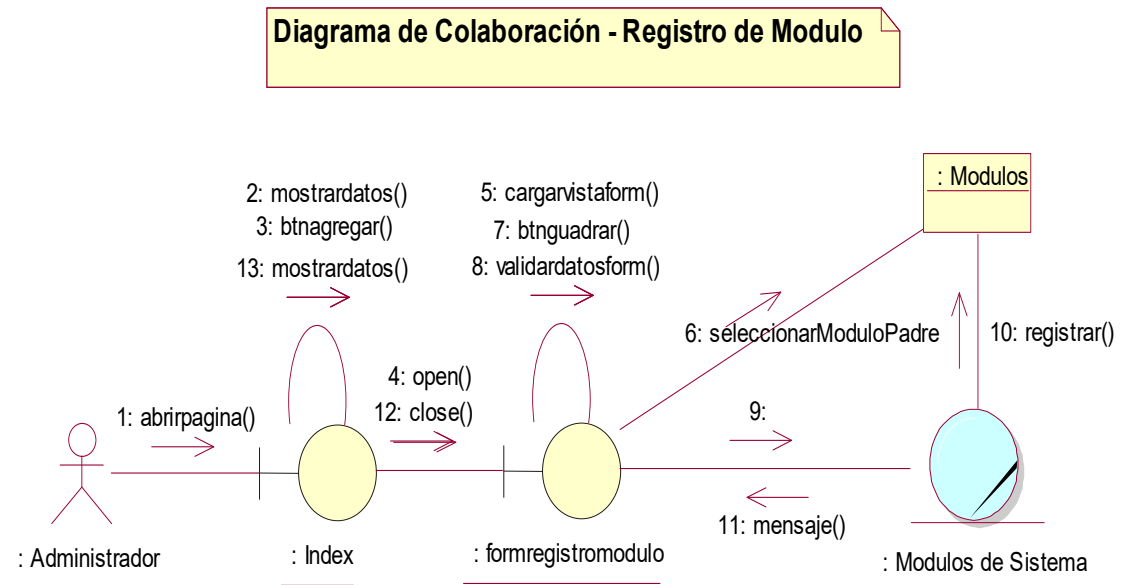 Diagrama de Colaboración - Registro de Modulo
2: mostrardatos()
3: btnagregar()
13: mostrardatos()
5: cargarvistaform()
7: btnguadrar()
8: validardatosform()
: Modulos
6: seleccionarModuloPadre
10: registrar()
4: open()
12: close()
1: abrirpagina()
9:
11: mensaje()
: Administrador
: Index
: formregistromodulo
: Modulos de Sistema